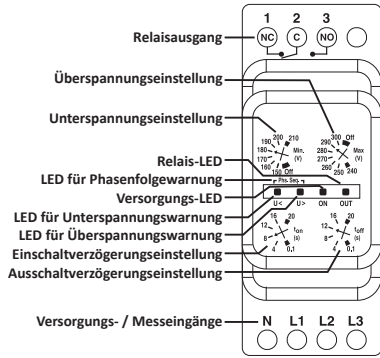 1 2 3
Relaisausgang
NC C NO
Überspannungseinstellung
Unterspannungseinstellung
200 210
190
180
170
160
150 Off
Min.
(V)
300 Off
290
280
270
260
250 240
Max
(V)
Relais-LED
LED für Phasenfolgewarnung
Phs. Seq.
Versorgungs-LED
U< U> ON OUT
LED für Unterspannungswarnung
LED für Überspannungswarnung
Einschaltverzögerungseinstellung
Ausschaltverzögerungseinstellung
16 20
12
8
4 0,1
ton
(s)
16 20
12
8
4 0,1
toff
(s)
Versorgungs- / Messeingänge
N L1 L2 L3